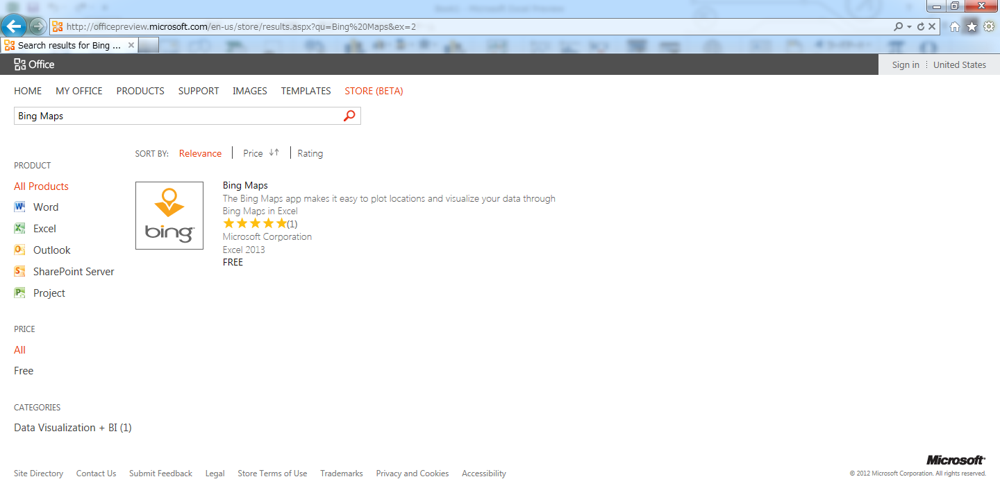 Book1 - Microsoft Excel Preview
http://officepreview.microsoft.com/en-us/store/results.aspx?qu=Bing%20Maps&ex=2
Search results for Bing ...
Office
Sign in
United States
HOME
MY OFFICE
PRODUCTS
SUPPORT
IMAGES
TEMPLATES
STORE (BETA)
Bing Maps
SORT BY:
Relevance
Price
Rating
PRODUCT
All Products
Word
Excel
Outlook
SharePoint Server
Project
bing™
Bing Maps
The Bing Maps app makes it easy to plot locations and visualize your data through
Bing Maps in Excel
(1)
Microsoft Corporation
Excel 2013
FREE
PRICE
All
Free
CATEGORIES
Data Visualization + BI (1)
Microsoft
Site Directory
Contact Us
Submit Feedback
Legal
Store Terms of Use
Trademarks
Privacy and Cookies
Accessibility
© 2012 Microsoft Corporation. All rights reserved.